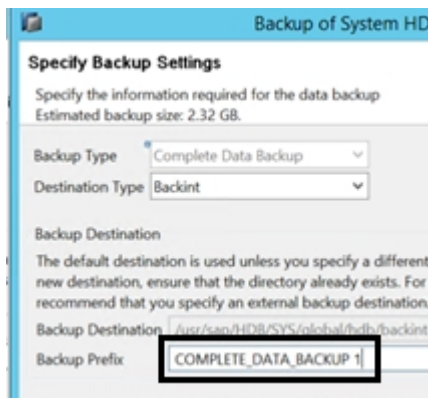 Backup of System HD
Specify Backup Settings
Specify the information required for the data backup
Estimated backup size: 2.32 GB.
Backup Type Complete Data Backup
Destination Type Backint
Backup Destination
The default destination is used unless you specify a different
new destination, ensure that the directory already exists. For
recommend that you specify an external backup destination.
Backup Destination /usr/sap/HDB/SYS/global/hdb/backint
Backup Prefix COMPLETE_DATA_BACKUP 1